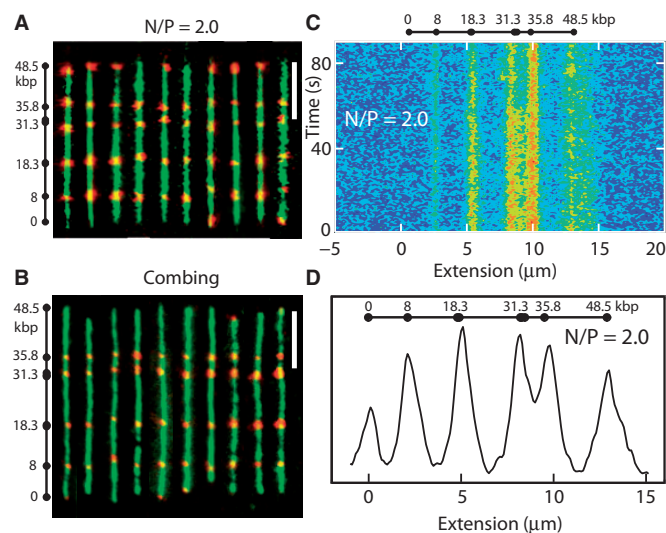 A
N/P = 2.0
48.5
kbp
35.8
31.3
18.3
8
0
B
Combing
48.5
kbp
35.8
31.3
18.3
8
0
C
0 8 18.3 31.3 35.8 48.5 kbp
Time (s)
80
40
0
N/P = 2.0
−5 0 5 10 15 20
Extension (μm)
D
0 8 18.3 31.3 35.8 48.5 kbp
N/P = 2.0
0 5 10 15
Extension (μm)